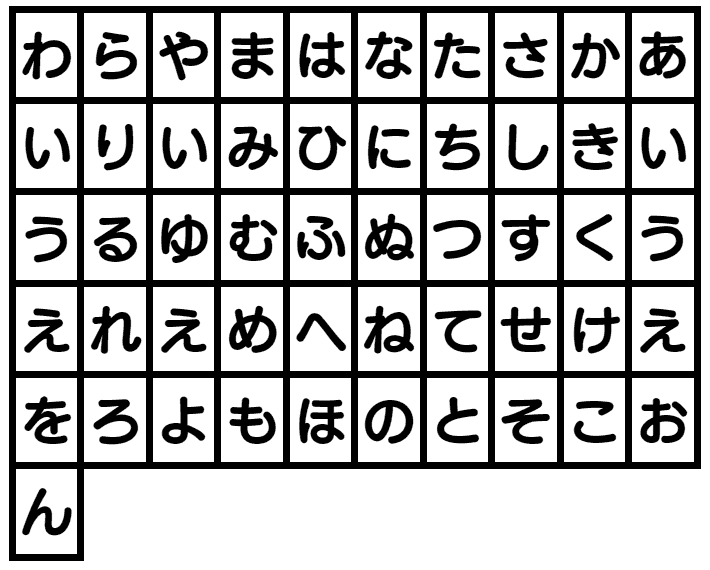 わらやまはなたさかあ
いりいみひにちしきい
うるゆむふぬつすくう
えれえめへねてせけえ
をろよもほのとそこお
ん